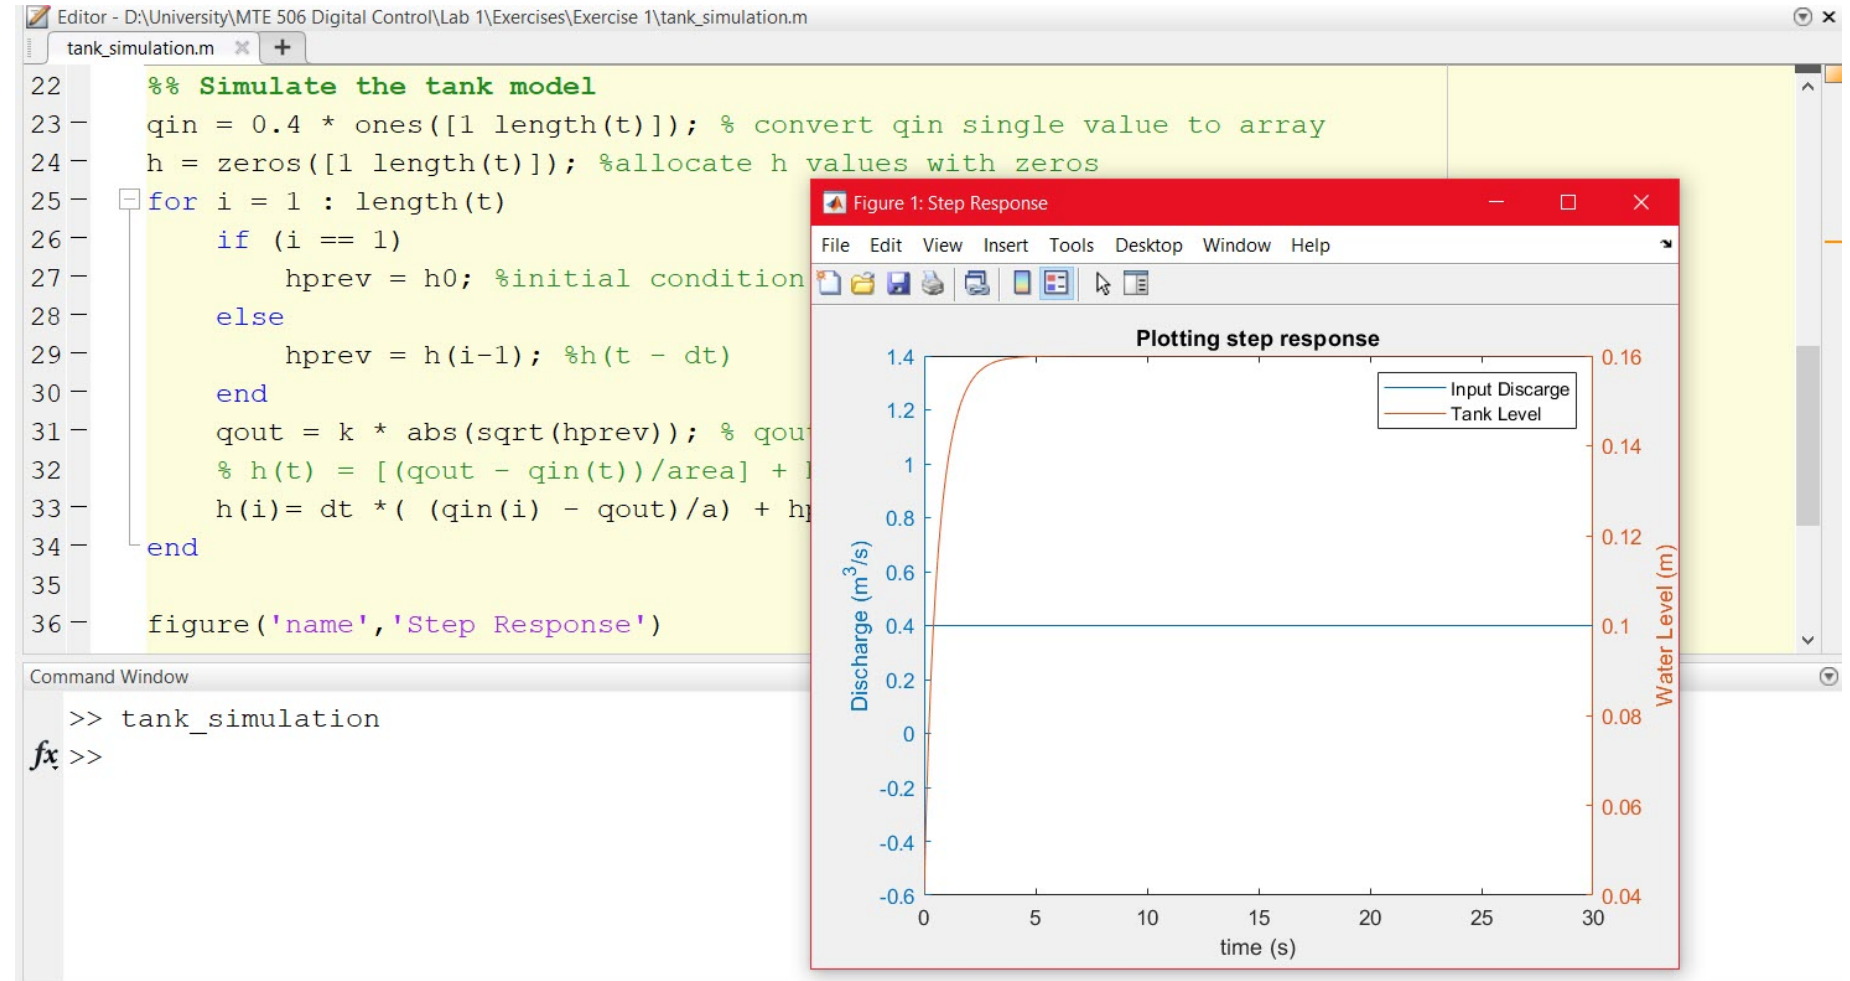 Editor - D:\University\MTE 506 Digital Control\Lab 1\Exercises\Exercise 1\tank_simulation.m
tank_simulation.m
22 %% Simulate the tank model
23 qin = 0.4 * ones([1 length(t)]); % convert qin single value to array
24 h = zeros([1 length(t)]); %allocate h values with zeros
25 for i = 1 : length(t)
26 if (i == 1)
27 hprev = h0; %initial condition
28 else
29 hprev = h(i-1); %h(t - dt)
30 end
31 qout = k * abs(sqrt(hprev)); % qou
32 % h(t) = [(qout - qin(t))/area] +
33 h(i)= dt *( (qin(i) - qout)/a) + h
34 end
35
36 figure('name','Step Response')
Command Window
>> tank_simulation
fx >>
Figure 1: Step Response
File Edit View Insert Tools Desktop Window Help
Plotting step response
Input Discarge
Tank Level
Discharge (m3/s)
1.4
1.2
1
0.8
0.6
0.4
0.2
0
-0.2
-0.4
-0.6
Water Level (m)
0.16
0.14
0.12
0.1
0.08
0.06
0.04
0 5 10 15 20 25 30
time (s)